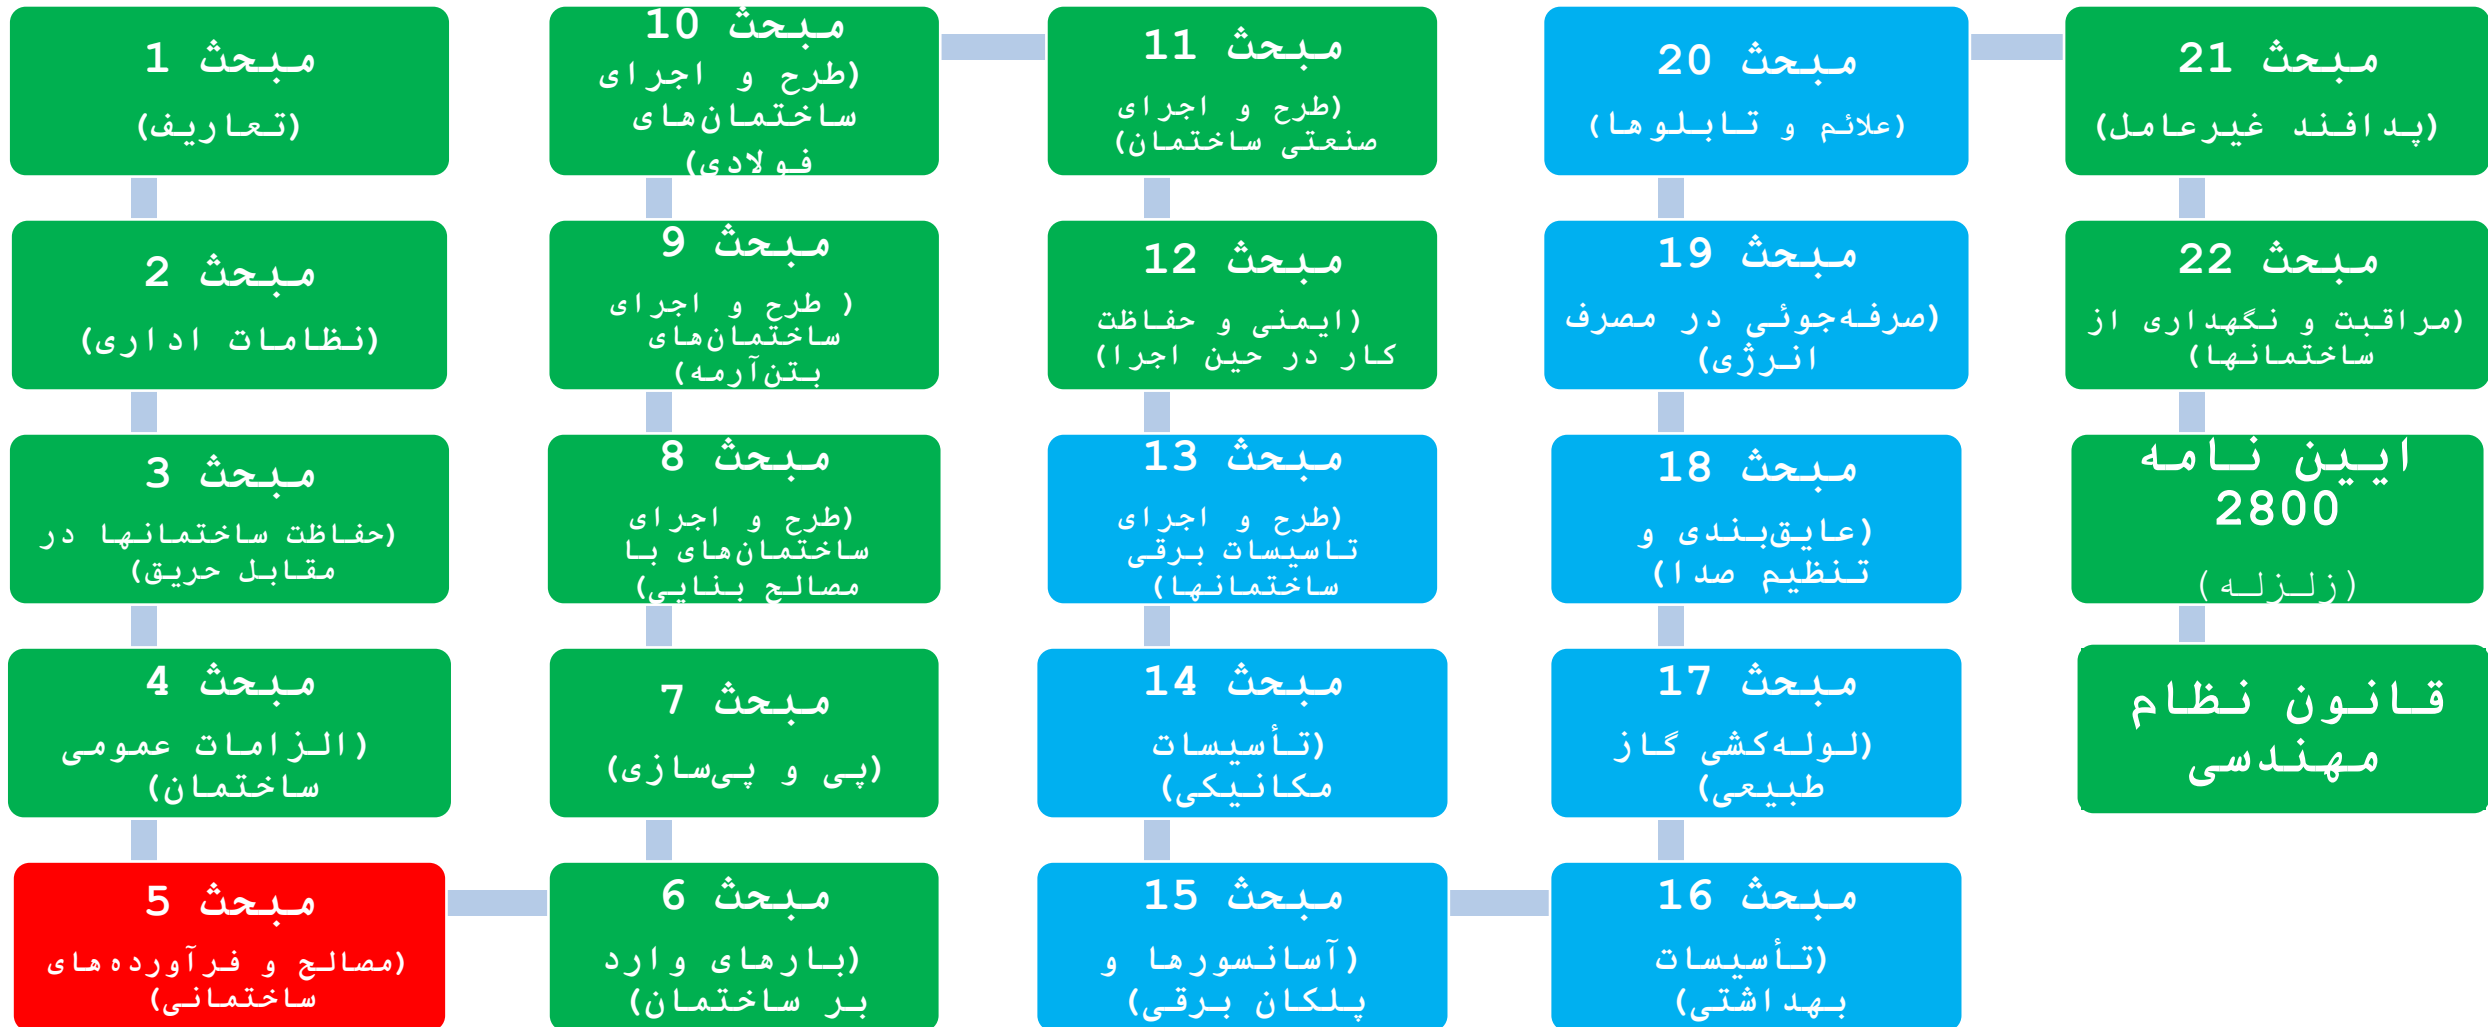 مبحث 1
(تعاریف)
مبحث 2
(نظامات اداری)
مبحث 3
(حفاظت ساختمانها در
مقابل حریق)
مبحث 4
(الزامات عمومی
ساختمان)
مبحث 5
(مصالح و فرآورده‌های
ساختمانی)
مبحث 6
(بارهای وارد
بر ساختمان)
مبحث 7
(پی و پی‌سازی)
مبحث 8
(طرح و اجرای
ساختمان‌های با
مصالح بنایی)
مبحث 9
( طرح و اجرای
ساختمان‌های
بتن‌آرمه)
مبحث 10
(طرح و اجرای
ساختمان‌های
فولادی)
مبحث 11
(طرح و اجرای
صنعتی ساختمان)
مبحث 12
(ایمنی و حفاظت
کار در حین اجرا)
مبحث 13
(طرح و اجرای
تاسیسات برقی
ساختمانها)
مبحث 14
(تأسیسات
مکانیکی)
مبحث 15
(آسانسورها و
پلکان برقی)
مبحث 16
(تأسیسات
بهداشتی)
مبحث 17
(لوله‌کشی گاز
طبیعی)
مبحث 18
(عایق‌بندی و
تنظیم صدا)
مبحث 19
(صرفه‌جوئی در مصرف
انرژی)
مبحث 20
(علائم و تابلوها)
مبحث 21
(پدافند غیرعامل)
مبحث 22
(مراقبت و نگهداری از
ساختمانها)
ایین نامه
2800
(زلزله)
قانون نظام
مهندسی